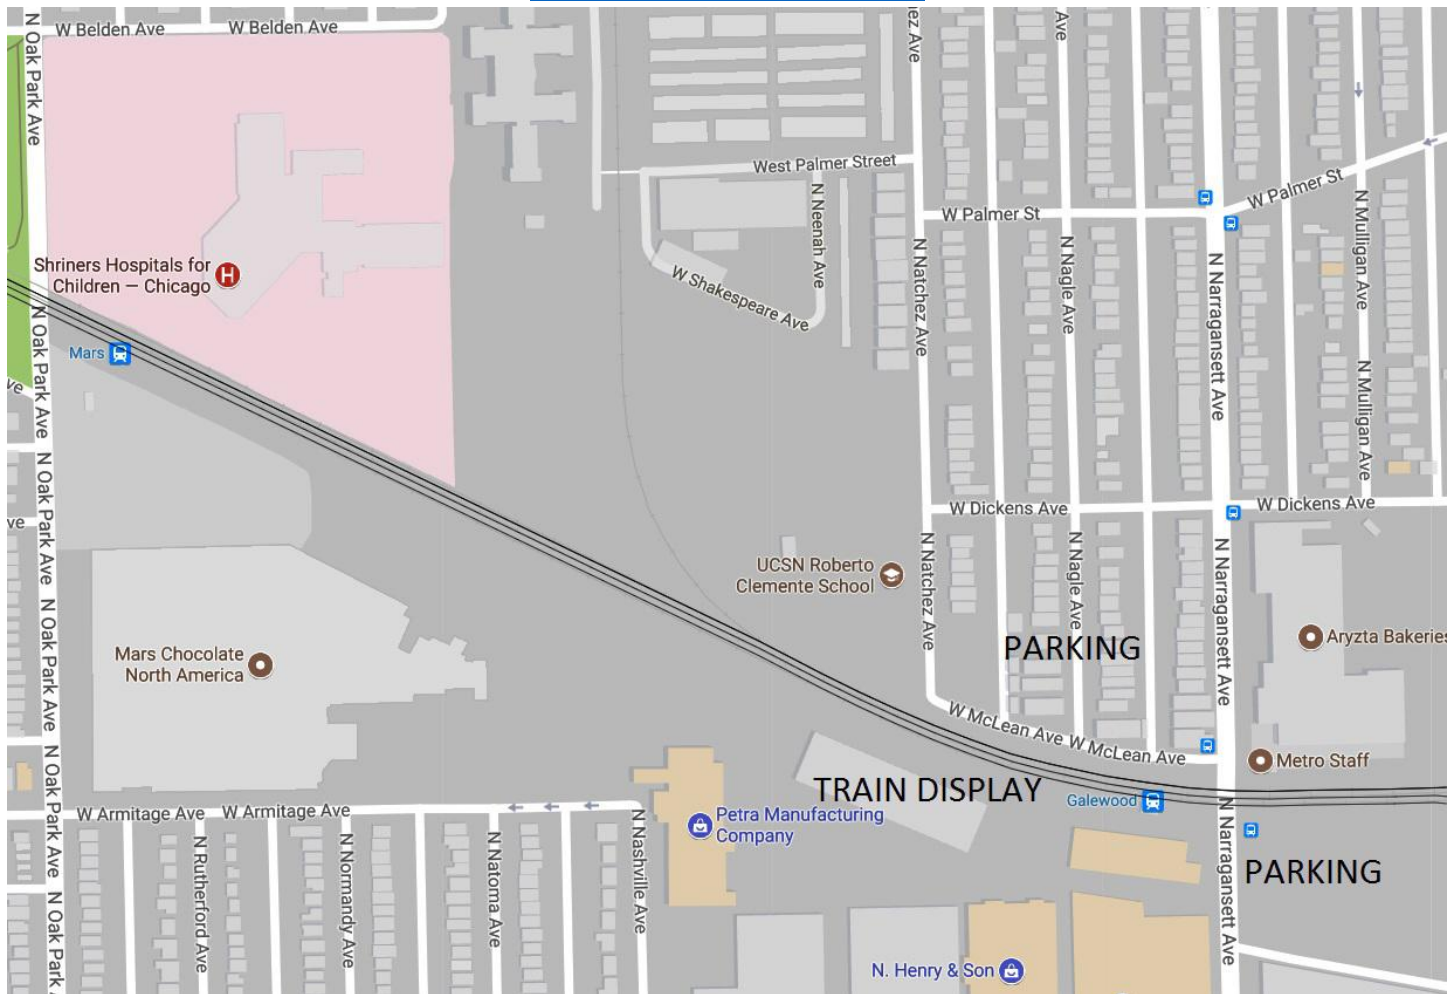 W Belden Ave
W Belden Ave
N Oak Park Ave
ez Ave
Ave
West Palmer Street
N Neenah Ave
W Palmer St
W Palmer St
N Mulligan Ave
Shriners Hospitals for
Children – Chicago
H
W Shakespeare Ave
N Natchez Ave
N Nagle Ave
N Narragansett Ave
Mars
N Oak Park Ave
ve
N Mulligan Ave
N Oak Park Ave
ve
W Dickens Ave
W Dickens Ave
UCSN Roberto
Clemente School
N Natchez Ave
N Nagle Ave
N Narragansett Ave
N Oak Park Ave
PARKING
Aryzta Bakeries
Mars Chocolate
North America
W McLean Ave
W McLean Ave
Metro Staff
N Oak Park Ave
TRAIN DISPLAY
Galewood
W Armitage Ave
W Armitage Ave
Petra Manufacturing
Company
N Rutherford Ave
N Normandy Ave
N Natoma Ave
N Nashville Ave
N Narragansett Ave
PARKING
N Oak Park
N. Henry & Son